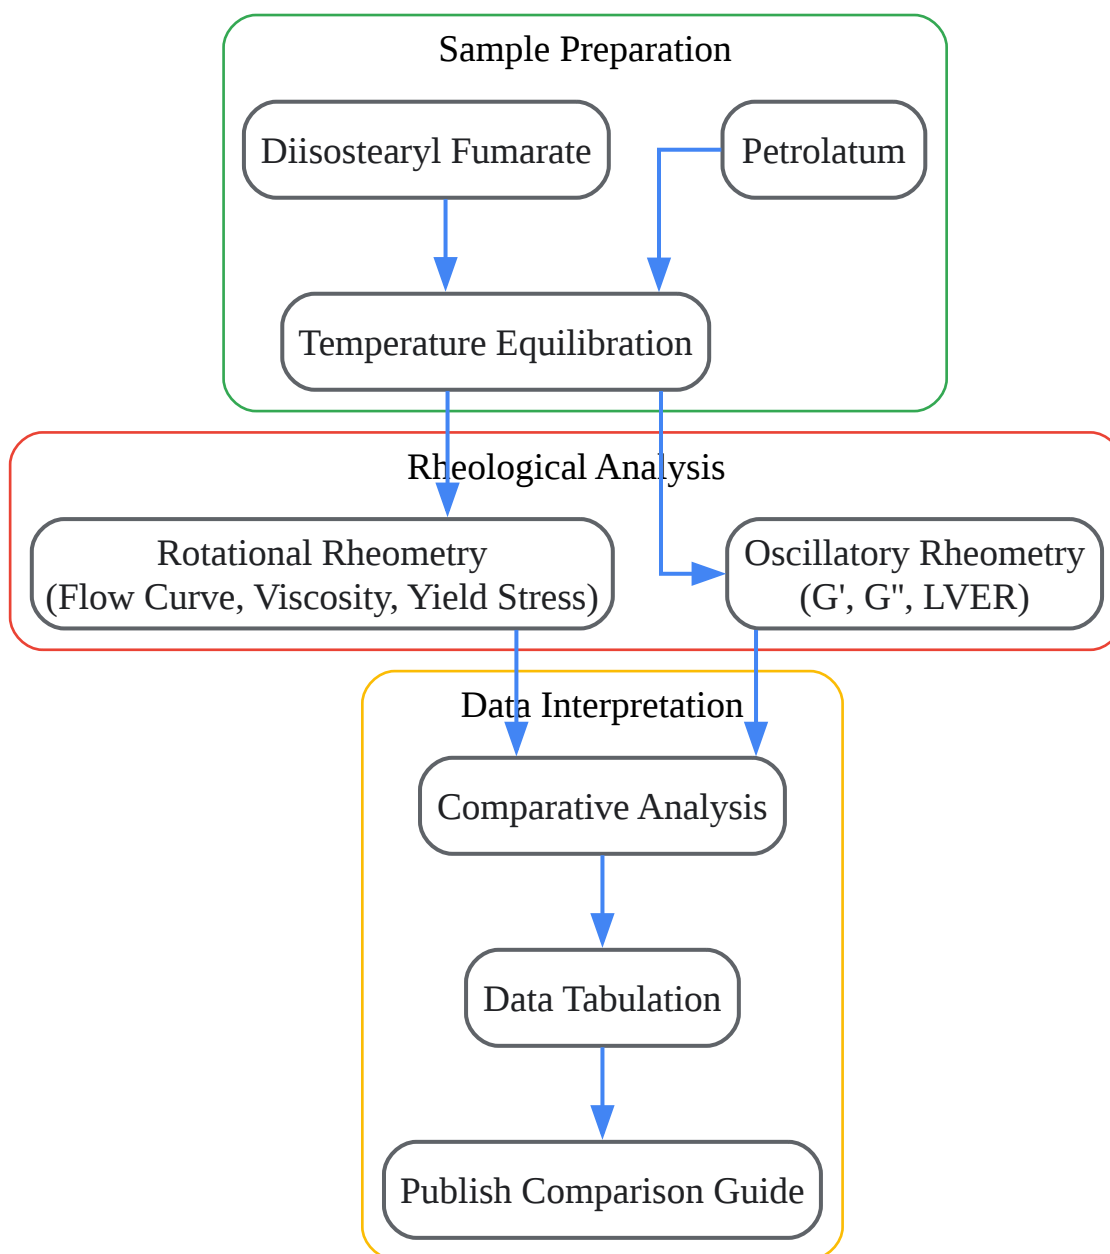 Sample Preparation
Diisostearyl Fumarate
Petrolatum
Temperature Equilibration
Rheological Analysis
Rotational Rheometry
(Flow Curve, Viscosity, Yield Stress)
Oscillatory Rheometry
(G', G'', LVER)
Data Interpretation
Comparative Analysis
Data Tabulation
Publish Comparison Guide